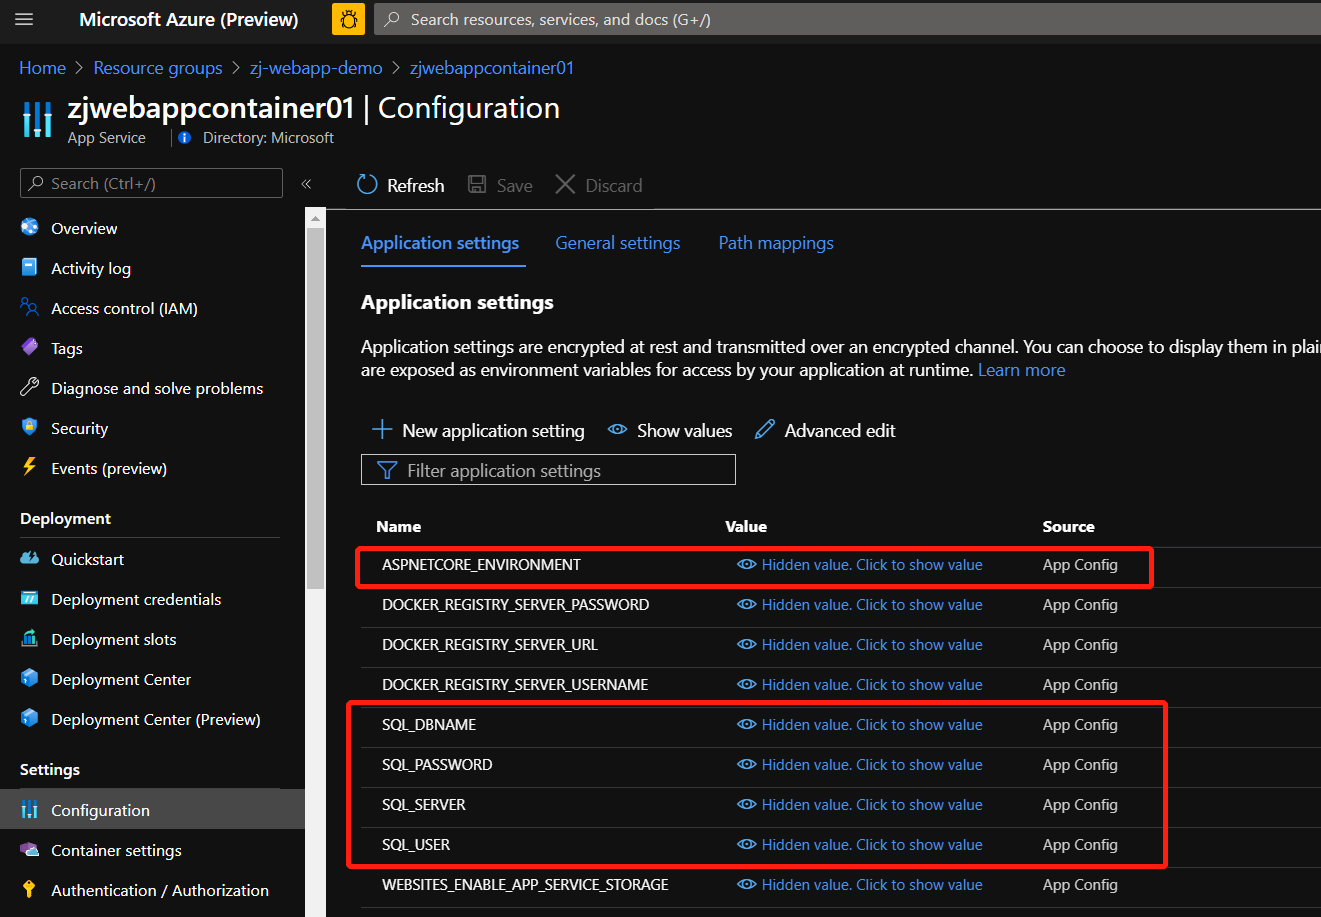 Microsoft Azure (Preview)
Search resources, services, and docs (G+/)
Home > Resource groups > zj-webapp-demo > zjwebappcontainer01
zjwebappcontainer01 | Configuration
App Service
Directory: Microsoft
Search (Ctrl+/)
«
Overview
Activity log
Access control (IAM)
Tags
Diagnose and solve problems
Security
Events (preview)
Deployment
Quickstart
Deployment credentials
Deployment slots
Deployment Center
Deployment Center (Preview)
Settings
Configuration
Container settings
Authentication / Authorization
Refresh Save Discard
Application settings General settings Path mappings
Application settings
Application settings are encrypted at rest and transmitted over an encrypted channel. You can choose to display them in
are exposed as environment variables for access by your application at runtime. Learn more
New application setting Show values Advanced edit
Filter application settings
Name Value Source
ASPNETCORE_ENVIRONMENT Hidden value. Click to show value App Config
DOCKER_REGISTRY_SERVER_PASSWORD Hidden value. Click to show value App Config
DOCKER_REGISTRY_SERVER_URL Hidden value. Click to show value App Config
DOCKER_REGISTRY_SERVER_USERNAME Hidden value. Click to show value App Config
SQL_DBNAME Hidden value. Click to show value App Config
SQL_PASSWORD Hidden value. Click to show value App Config
SQL_SERVER Hidden value. Click to show value App Config
SQL_USER Hidden value. Click to show value App Config
WEBSITES_ENABLE_APP_SERVICE_STORAGE Hidden value. Click to show value App Config